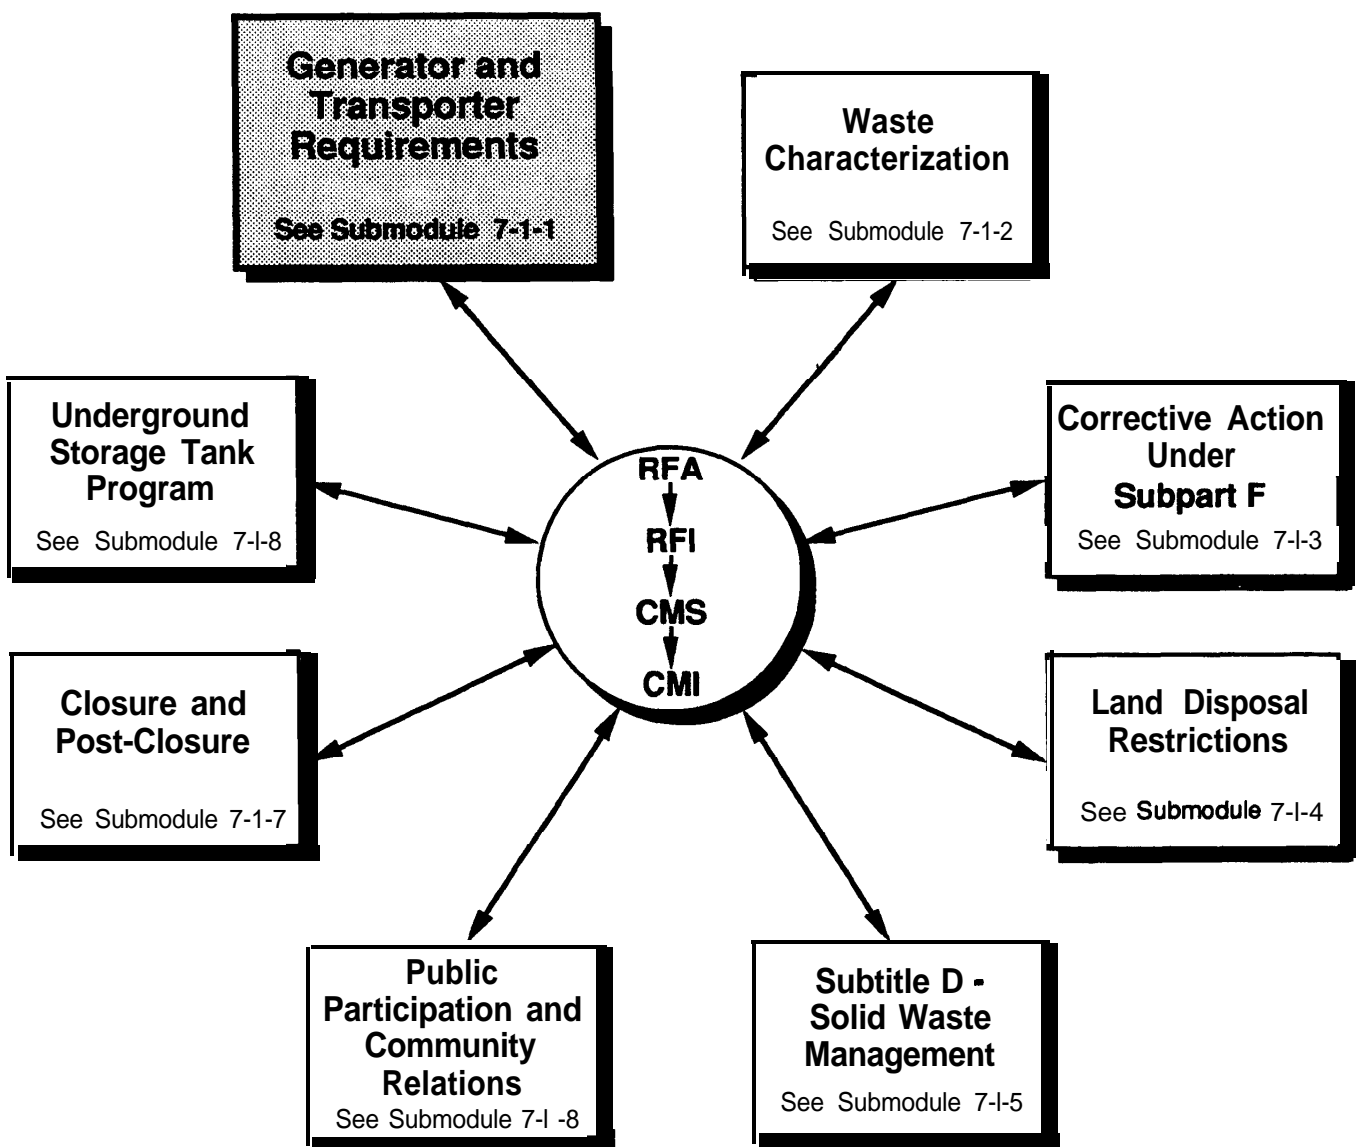 Generator and
Transporter
Requirements
See Submodule 7-1-1
Waste
Characterization
See Submodule 7-1-2
Underground
Storage Tank
Program
See Submodule 7-I-8
Corrective Action
Under
Subpart F
See Submodule 7-I-3
RFA
RFI
CMS
CMI
Closure and
Post-Closure
See Submodule 7-1-7
Land Disposal
Restrictions
See Submodule 7-I-4
Public
Participation and
Community
Relations
See Submodule 7-I -8
Subtitle D -
Solid Waste
Management
See Submodule 7-I-5